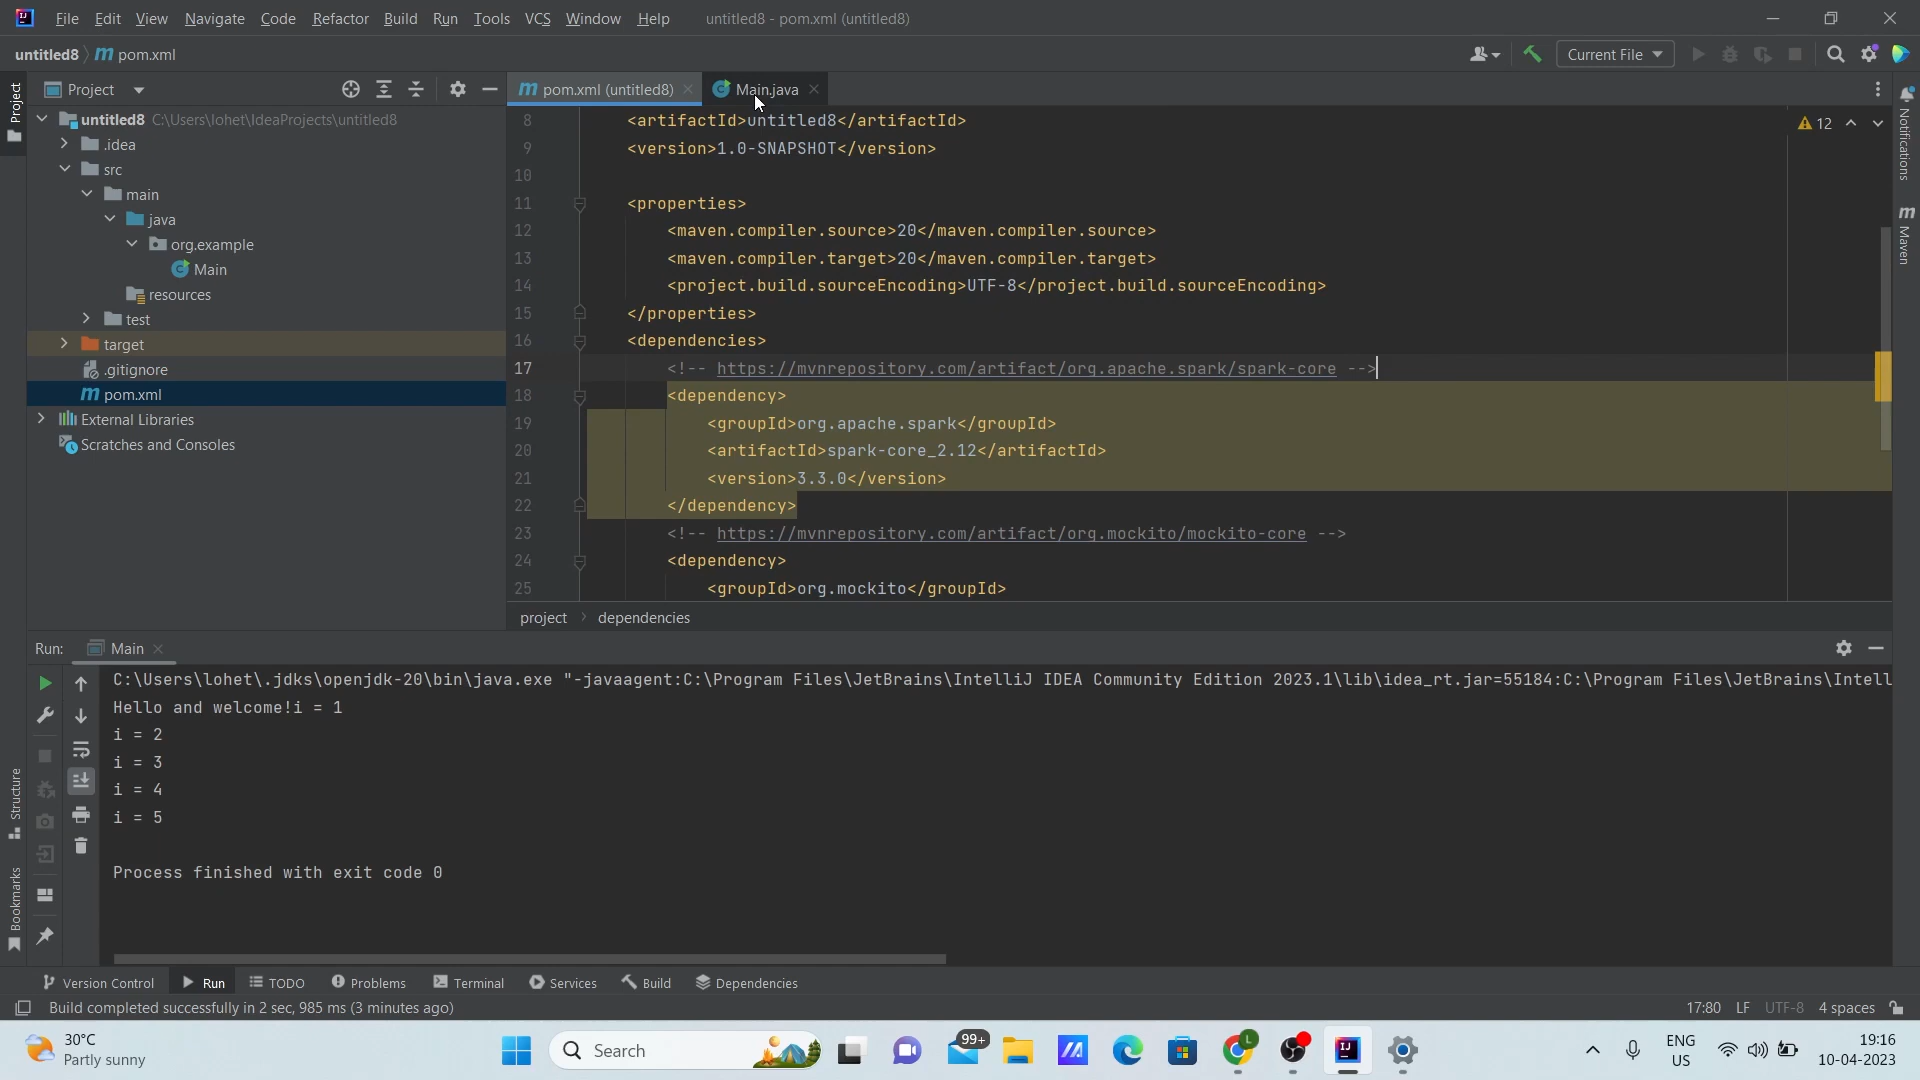 File Edit View Navigate Code Refactor Build Run Tools VCS Window Help untitled8 - pom.xml (untitled8)
untitled8 pom.xml
Current File
Project
pom.xml (untitled8)
Main.java
untitled8 C:\Users\lohet\IdeaProjects\untitled8
.idea
src
main
java
org.example
Main
resources
test
target
.gitignore
pom.xml
External Libraries
Scratches and Consoles
12
8 <artifactId>untitled8</artifactId>
9 <version>1.0-SNAPSHOT</version>
10
11 <properties>
12 <maven.compiler.source>20</maven.compiler.source>
13 <maven.compiler.target>20</maven.compiler.target>
14 <project.build.sourceEncoding>UTF-8</project.build.sourceEncoding>
15 </properties>
16 <dependencies>
17 <!-- https://mvnrepository.com/artifact/org.apache.spark/spark-core -->
18 <dependency>
19 <groupId>org.apache.spark</groupId>
20 <artifactId>spark-core_2.12</artifactId>
21 <version>3.3.0</version>
22 </dependency>
23 <!-- https://mvnrepository.com/artifact/org.mockito/mockito-core -->
24 <dependency>
25 <groupId>org.mockito</groupId>
project dependencies
Project
Structure
Bookmarks
Notifications
Maven
Run: Main
C:\Users\lohet\.jdks\openjdk-20\bin\java.exe "-javaagent:C:\Program Files\JetBrains\IntelliJ IDEA Community Edition 2023.1\lib\idea_rt.jar=55184:C:\Program Files\JetBrains\Intell
Hello and welcome!i = 1
i = 2
i = 3
i = 4
i = 5
Process finished with exit code 0
Version Control Run TODO Problems Terminal Services Build Dependencies
Build completed successfully in 2 sec, 985 ms (3 minutes ago)
17:80 LF UTF-8 4 spaces
30°C
Partly sunny
Search
99+
L
ENG
US
19:16
10-04-2023